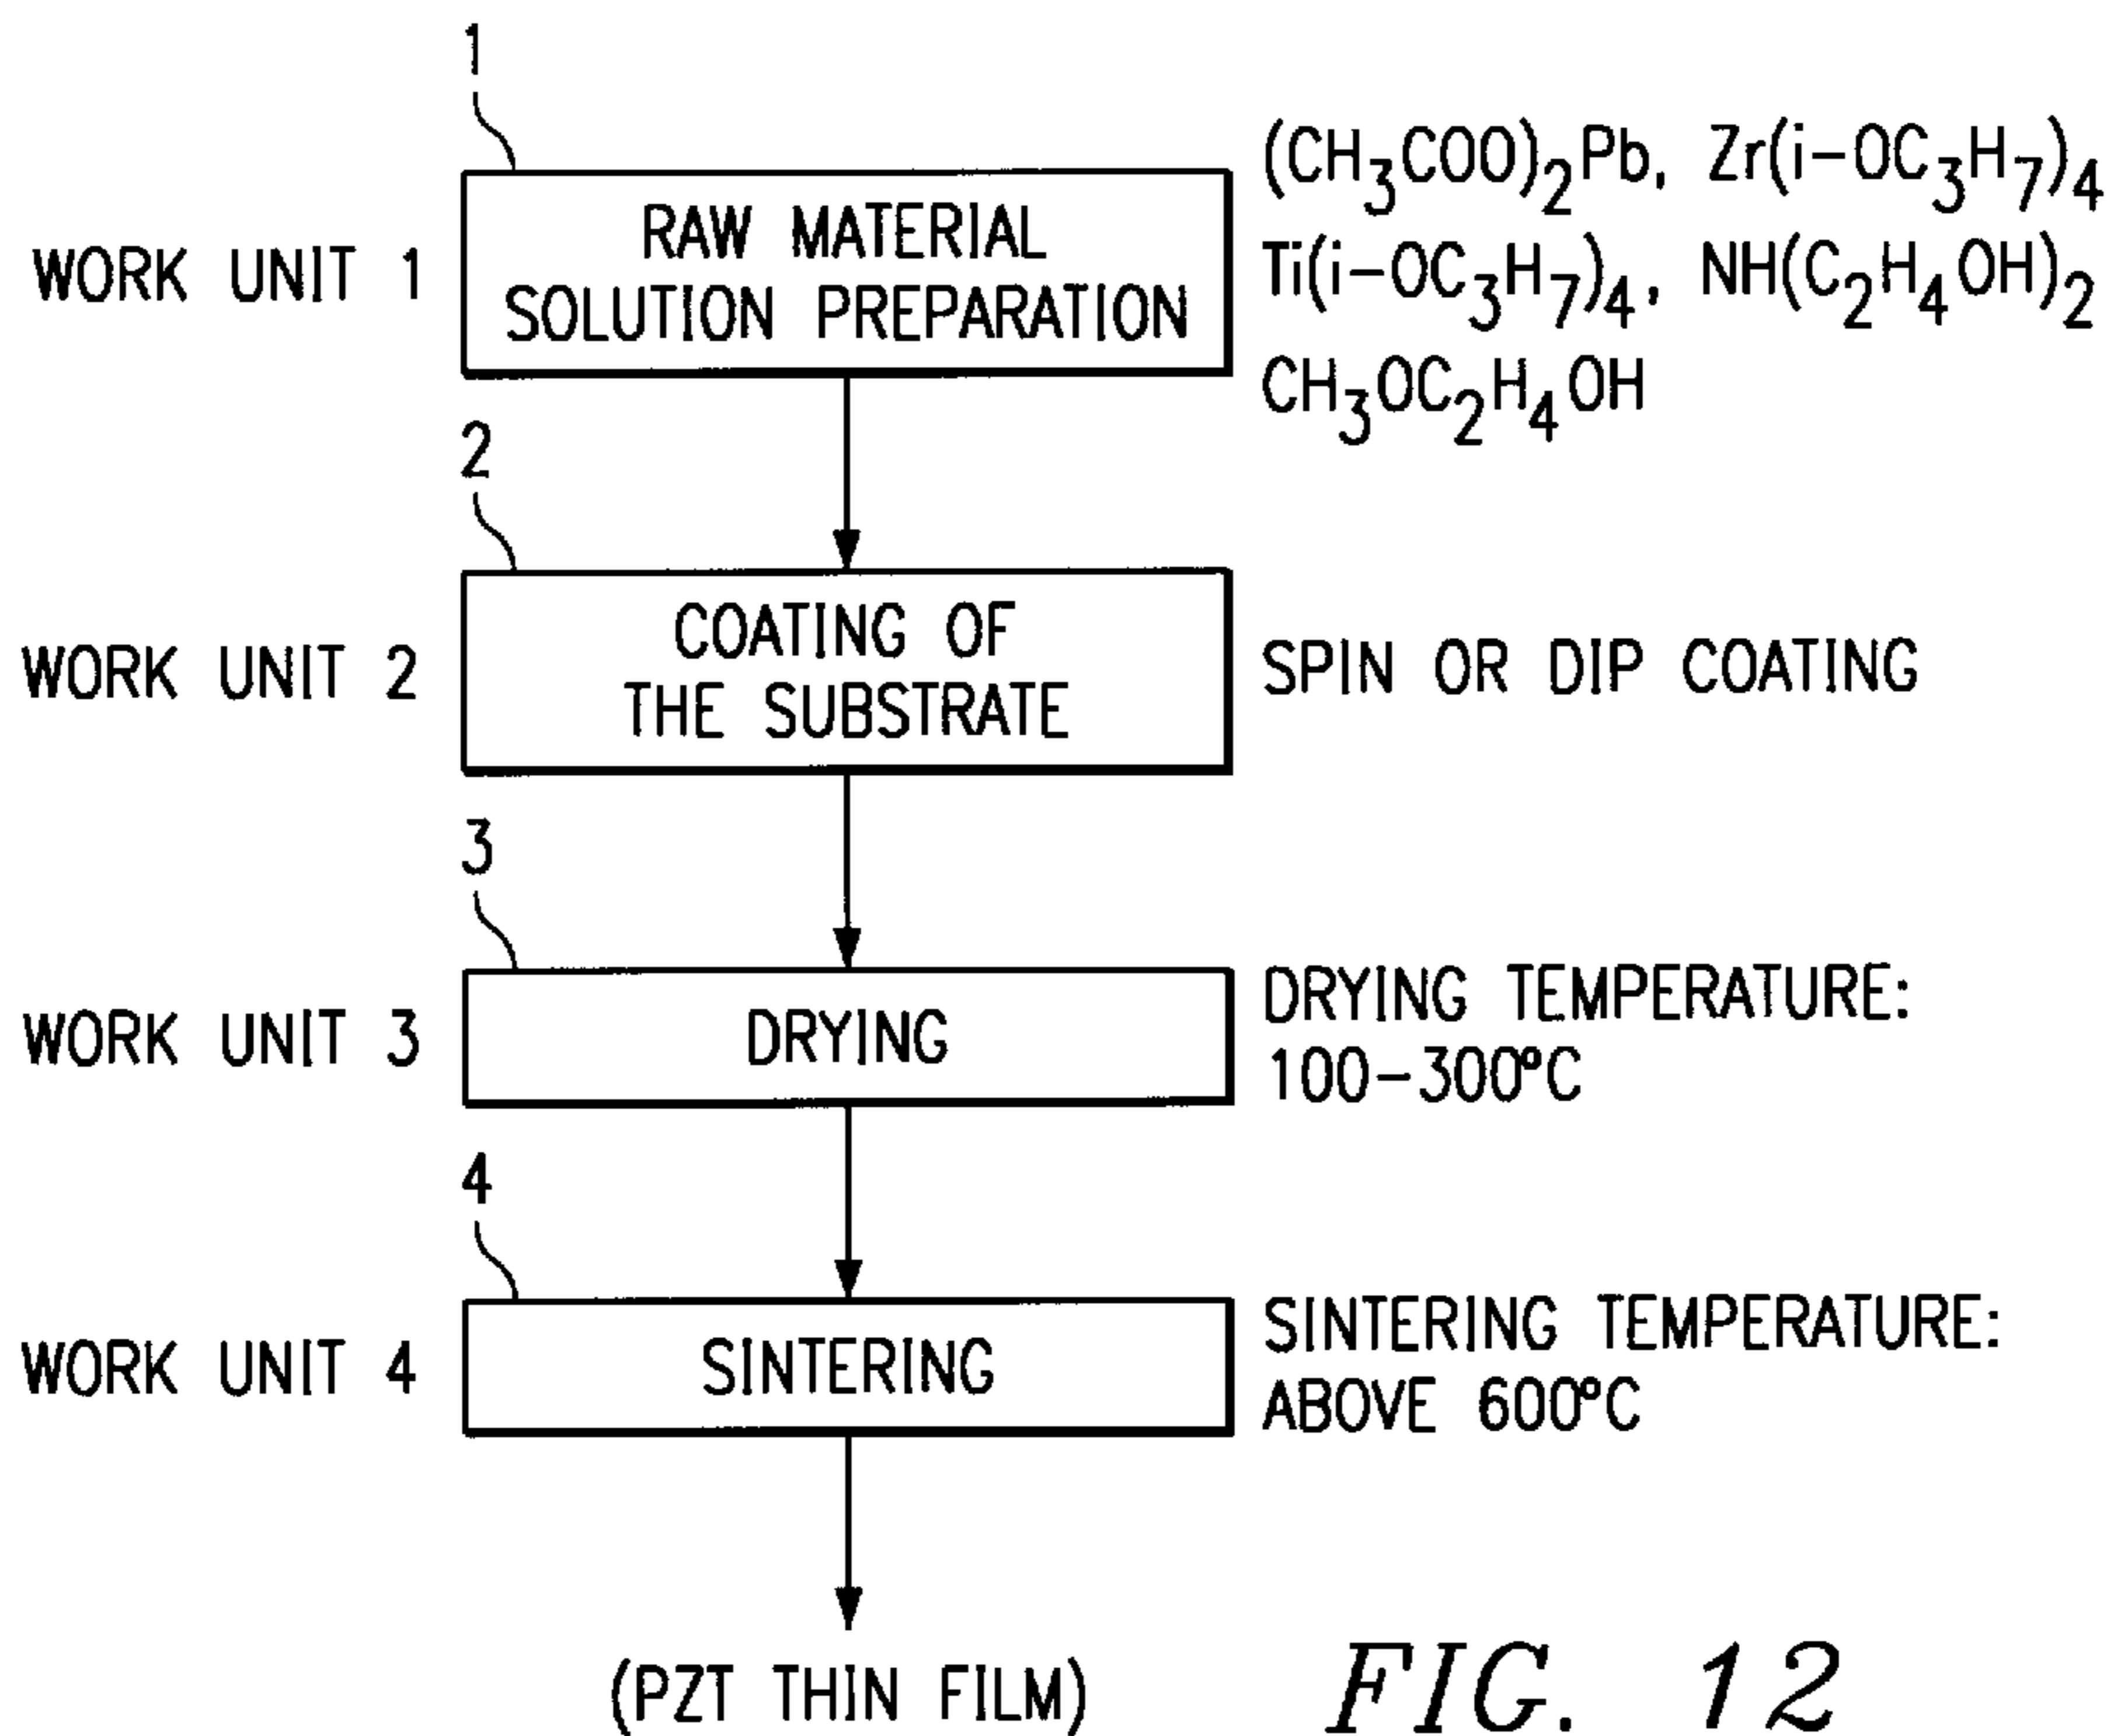 1
WORK UNIT 1
RAW MATERIAL
SOLUTION PREPARATION
(CH₃COO)₂Pb, Zr(i-OC₃H₇)₄
Ti(i-OC₃H₇)₄, NH(C₂H₄OH)₂
CH₃OC₂H₄OH
2
WORK UNIT 2
COATING OF
THE SUBSTRATE
SPIN OR DIP COATING
3
WORK UNIT 3
DRYING
DRYING TEMPERATURE:
100-300°C
4
WORK UNIT 4
SINTERING
SINTERING TEMPERATURE:
ABOVE 600°C
(PZT THIN FILM)
FIG. 12